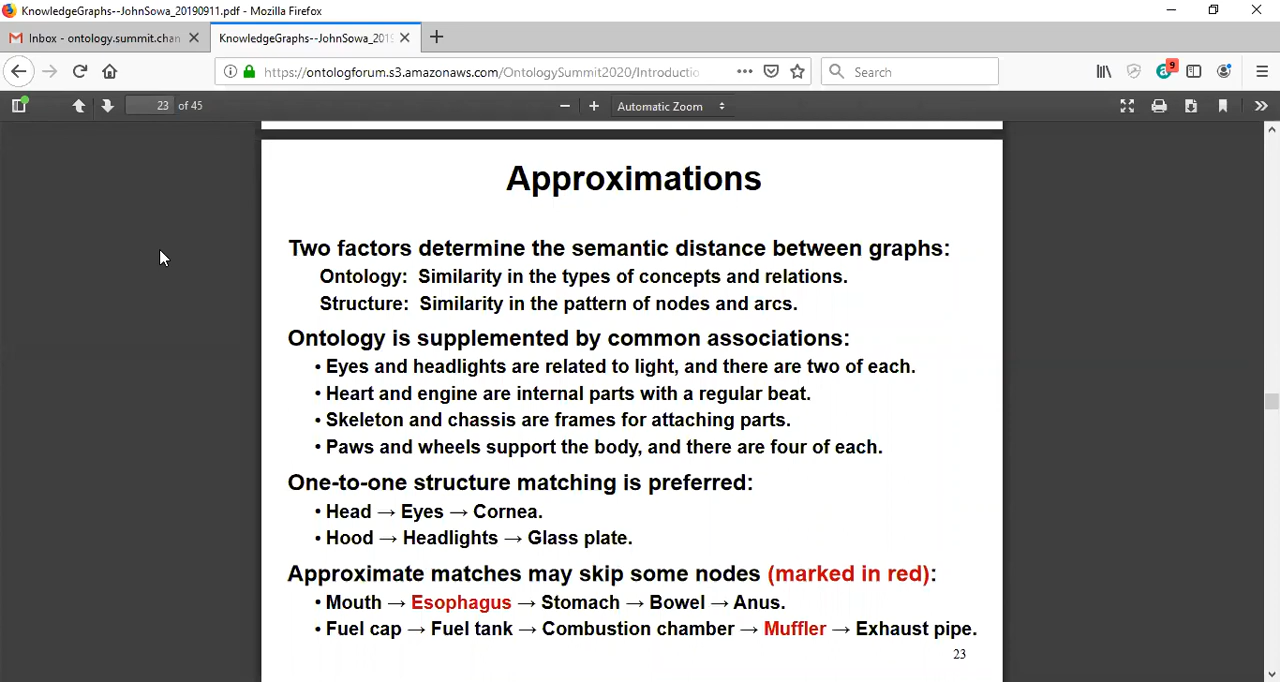 KnowledgeGraphs--JohnSowa_20190911.pdf - Mozilla Firefox
Inbox - ontology.summit.chan
KnowledgeGraphs--JohnSowa_201
https://ontologforum.s3.amazonaws.com/OntologySummit2020/Introductio
Search
9
23 of 45
Automatic Zoom
Approximations
Two factors determine the semantic distance between graphs:
Ontology: Similarity in the types of concepts and relations.
Structure: Similarity in the pattern of nodes and arcs.
Ontology is supplemented by common associations:
• Eyes and headlights are related to light, and there are two of each.
• Heart and engine are internal parts with a regular beat.
• Skeleton and chassis are frames for attaching parts.
• Paws and wheels support the body, and there are four of each.
One-to-one structure matching is preferred:
• Head → Eyes → Cornea.
• Hood → Headlights → Glass plate.
Approximate matches may skip some nodes (marked in red):
• Mouth → Esophagus → Stomach → Bowel → Anus.
• Fuel cap → Fuel tank → Combustion chamber → Muffler → Exhaust pipe.
23